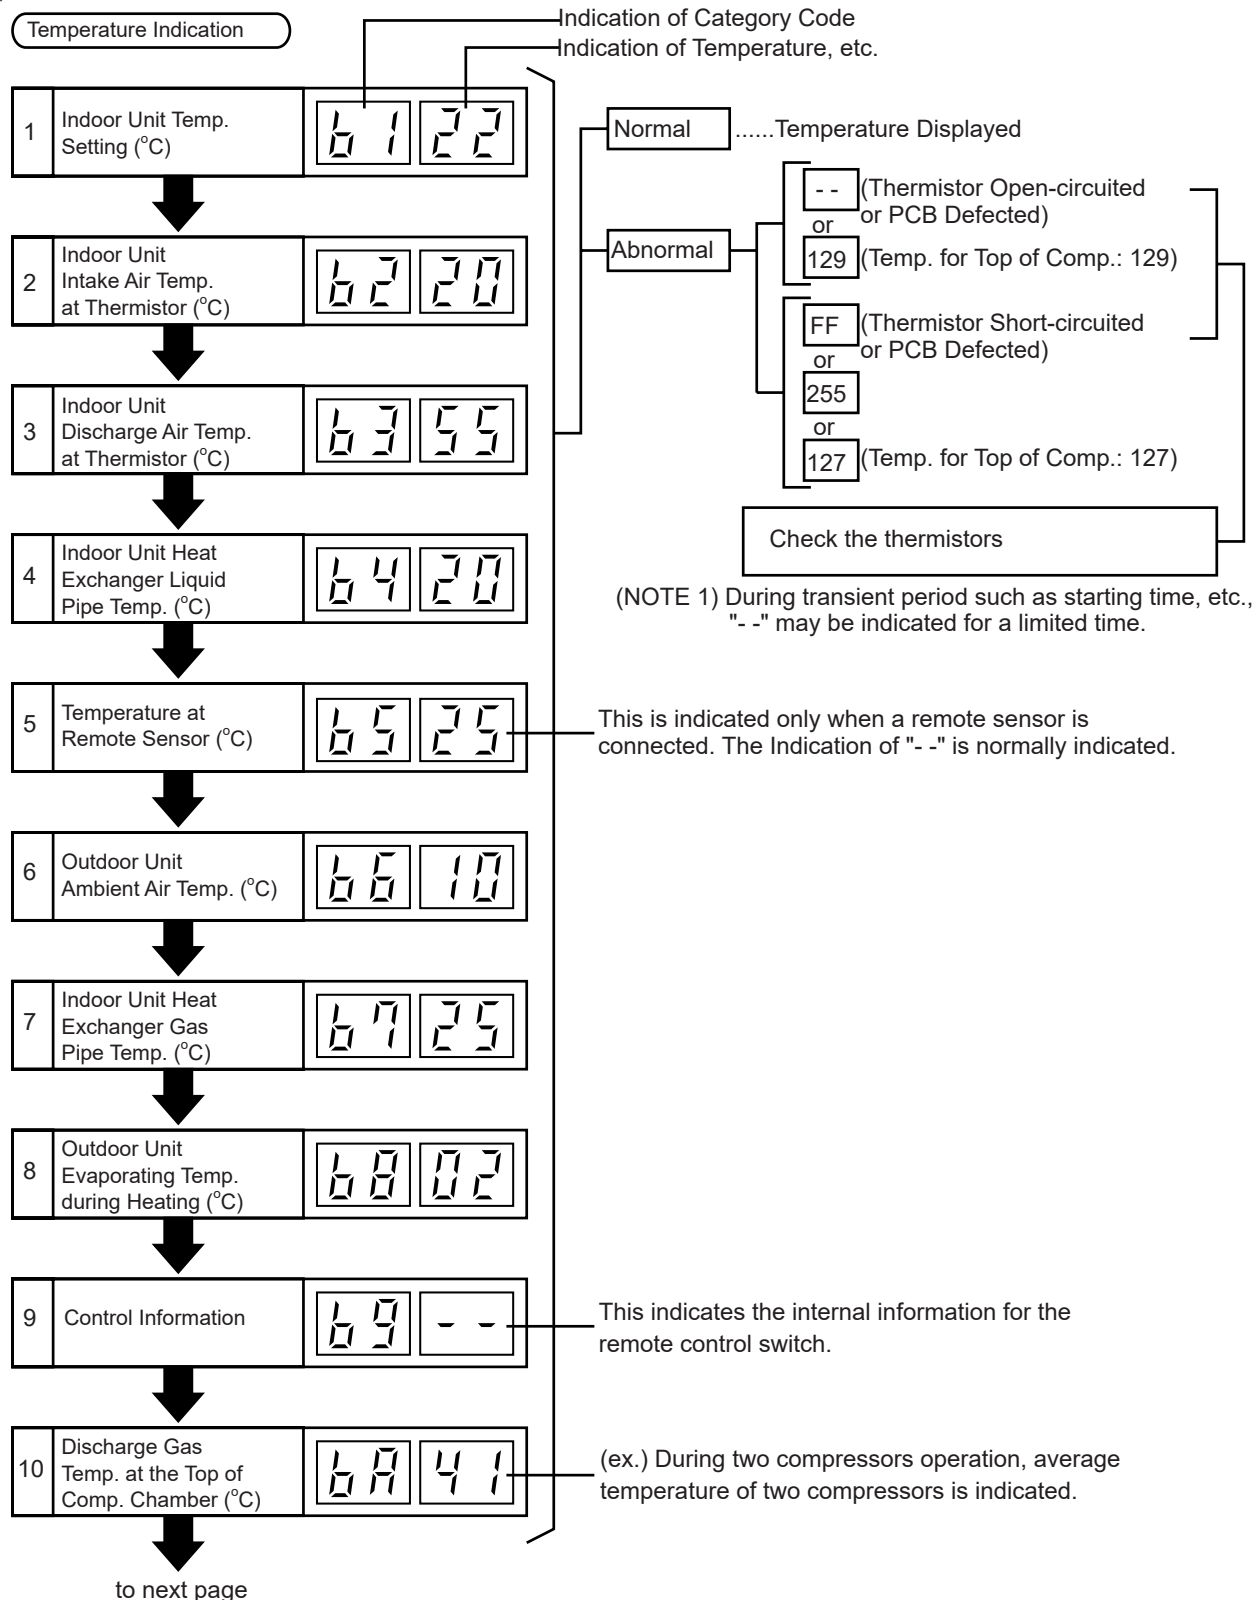 Temperature Indication
Indication of Category Code
Indication of Temperature, etc.
1
Indoor Unit Temp.
Setting (°C)
b1 22
2
Indoor Unit
Intake Air Temp.
at Thermistor (°C)
b2 20
3
Indoor Unit
Discharge Air Temp.
at Thermistor (°C)
b3 55
4
Indoor Unit Heat
Exchanger Liquid
Pipe Temp. (°C)
b4 20
5
Temperature at
Remote Sensor (°C)
b5 25
6
Outdoor Unit
Ambient Air Temp. (°C)
b6 10
7
Indoor Unit Heat
Exchanger Gas
Pipe Temp. (°C)
b7 25
8
Outdoor Unit
Evaporating Temp.
during Heating (°C)
b8 02
9
Control Information
b9 - -
10
Discharge Gas
Temp. at the Top of
Comp. Chamber (°C)
bA 41
to next page
Normal ......Temperature Displayed
Abnormal
- - (Thermistor Open-circuited
or PCB Defected)
or
129 (Temp. for Top of Comp.: 129)
FF (Thermistor Short-circuited
or PCB Defected)
or
255
or
127 (Temp. for Top of Comp.: 127)
Check the thermistors
(NOTE 1) During transient period such as starting time, etc.,
"- -" may be indicated for a limited time.
This is indicated only when a remote sensor is
connected. The Indication of "- -" is normally indicated.
This indicates the internal information for the
remote control switch.
(ex.) During two compressors operation, average
temperature of two compressors is indicated.